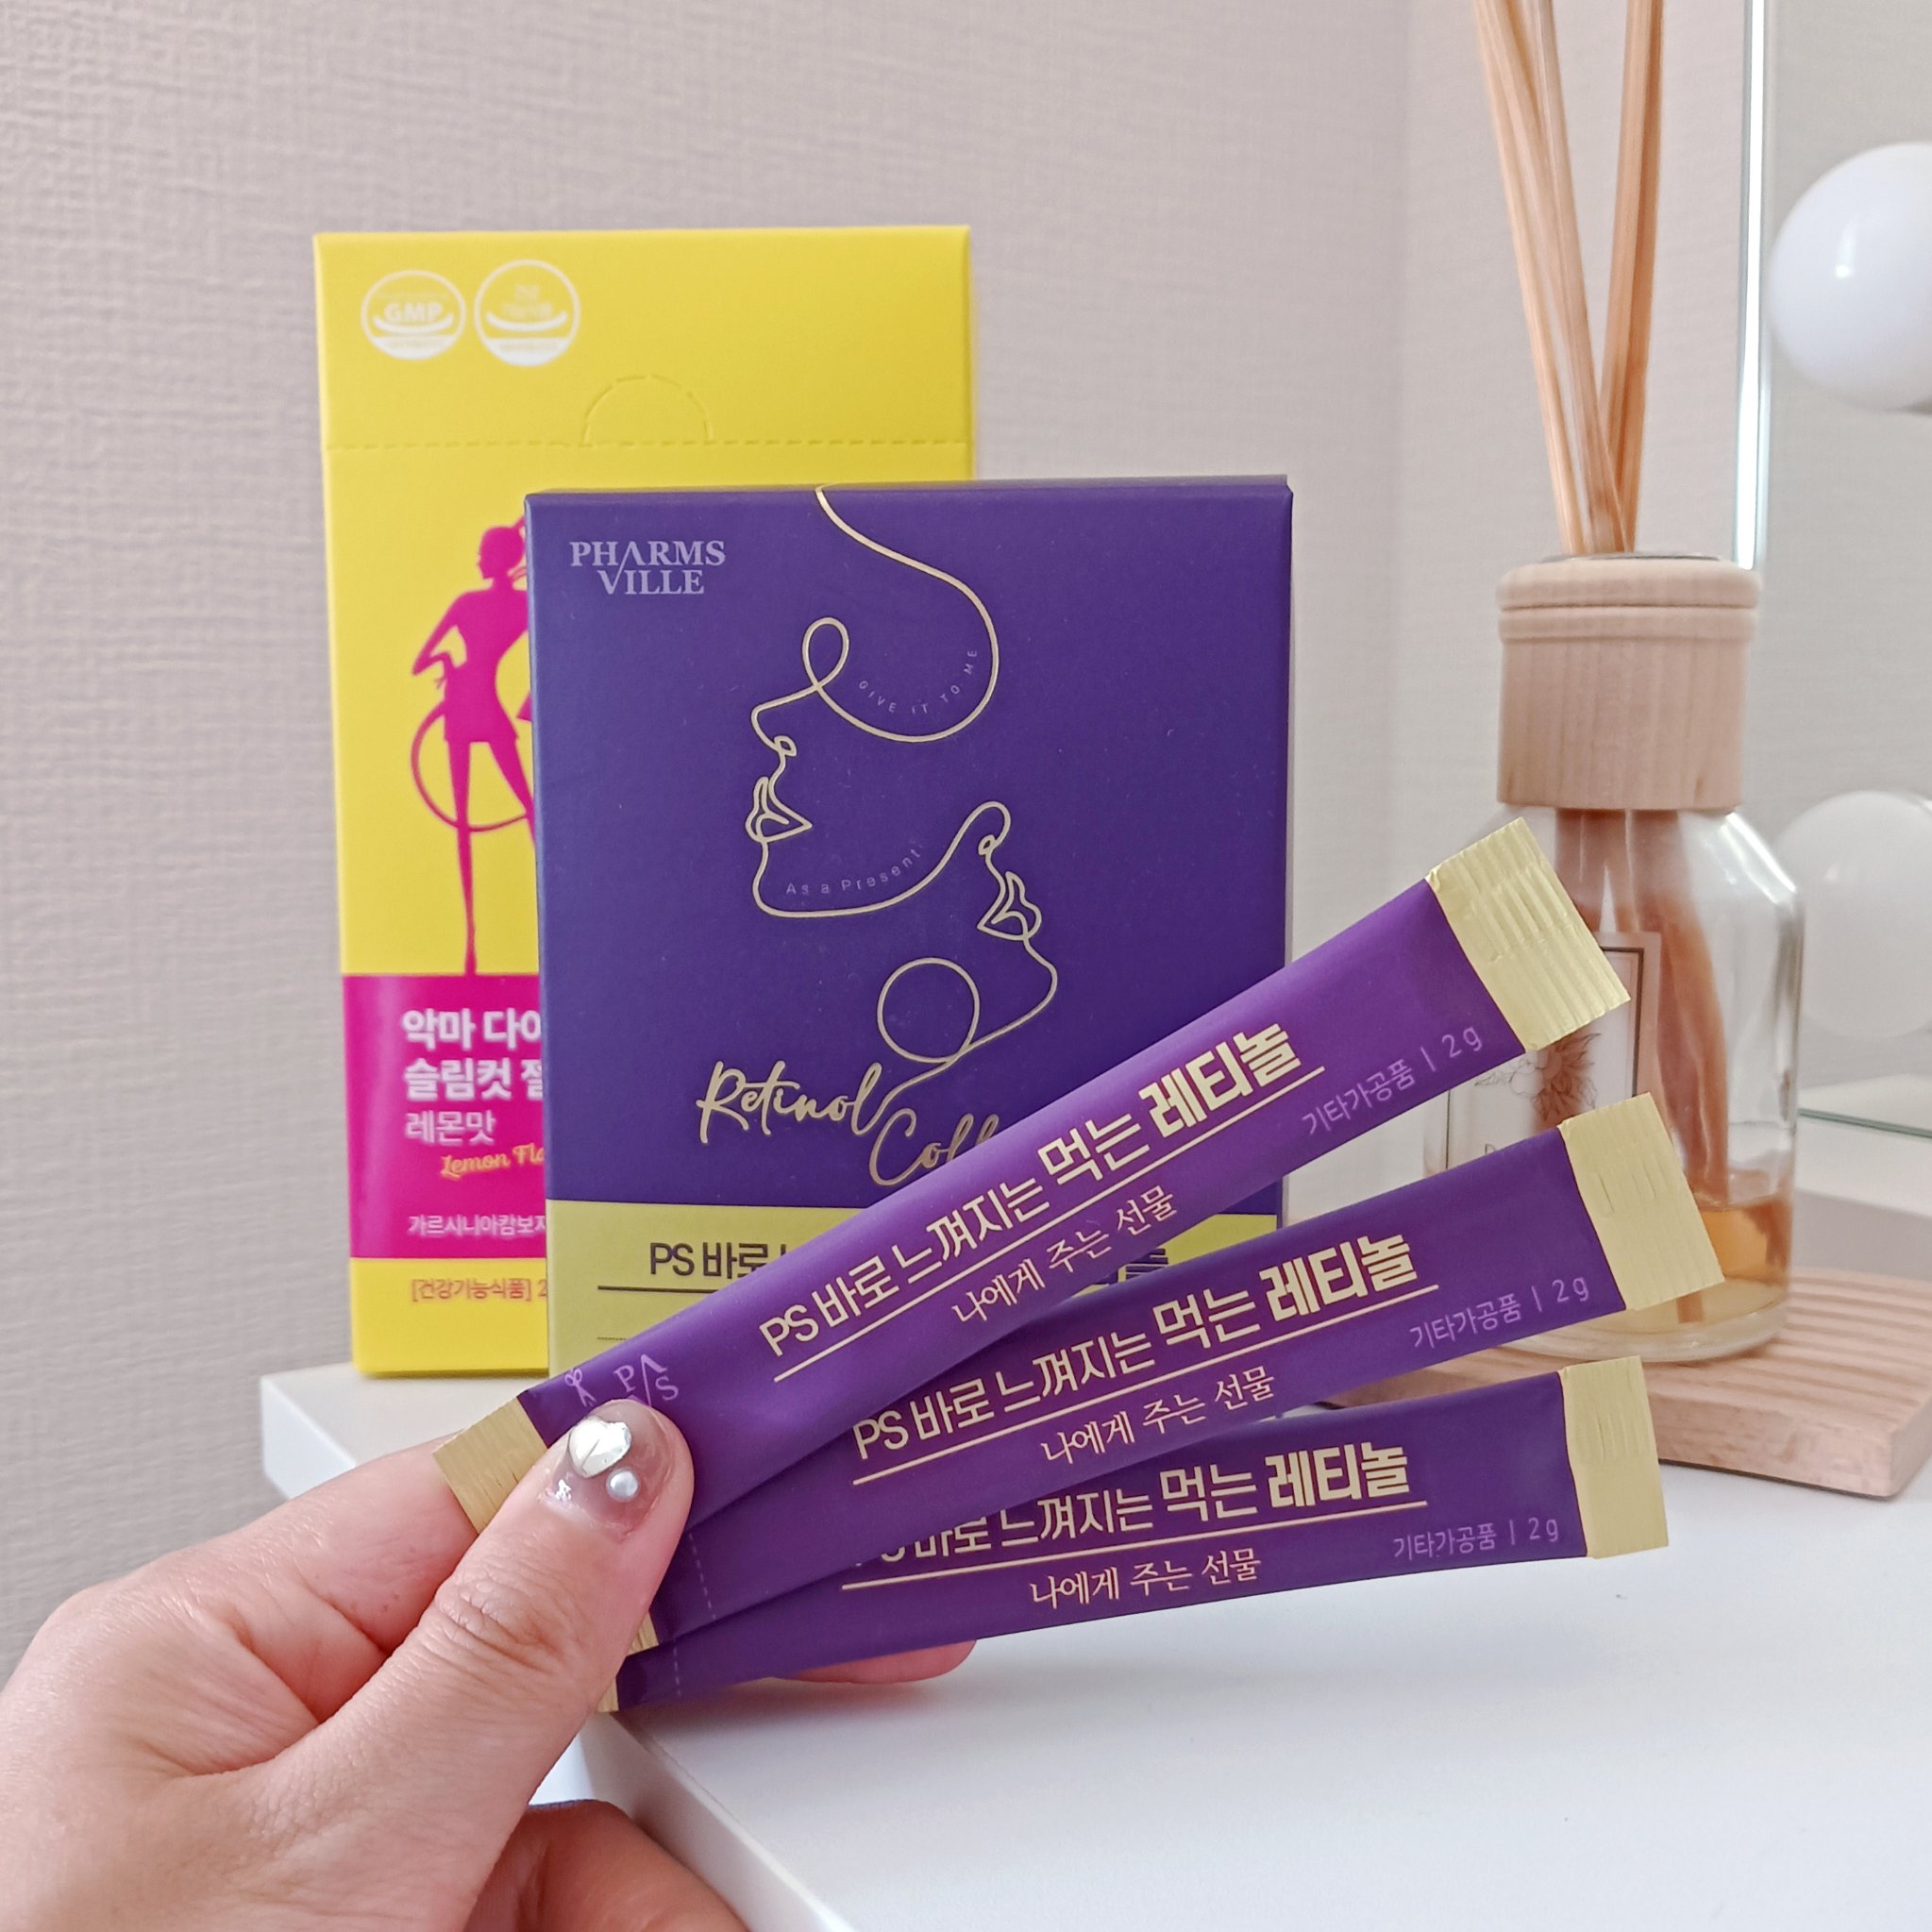 GMP
악마 다이
슬림컷 젤
레몬맛
Lemon Fla
가르시니아캄보지
[건강기능식품] 2
PHARMS
VILLE
GIVE IT TO ME
As a Present
Retinol
Coll
PS 바로
PS 바로 느껴지는 먹는 레티놀
나에게 주는 선물
기타가공품 | 2g
PS
PS 바로 느껴지는 먹는 레티놀
나에게 주는 선물
기타가공품 | 2g
PS 바로 느껴지는 먹는 레티놀
나에게 주는 선물
기타가공품 | 2g